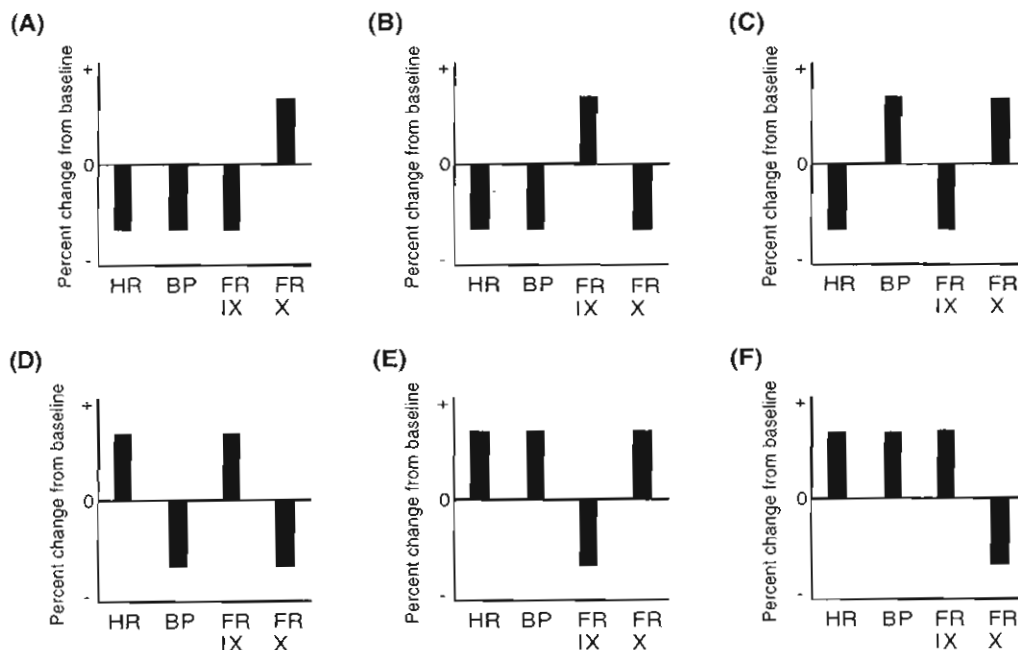 (A)
Percent change from baseline
+
0
-
HR BP FR FR
IX X
(B)
Percent change from baseline
+
0
-
HR BP FR FR
IX X
(C)
Percent change from baseline
+
0
-
HR BP FR FR
IX X
(D)
Percent change from baseline
+
0
-
HR BP FR FR
IX X
(E)
Percent change from baseline
+
0
-
HR BP FR FR
IX X
(F)
Percent change from baseline
+
0
-
HR BP FR FR
IX X